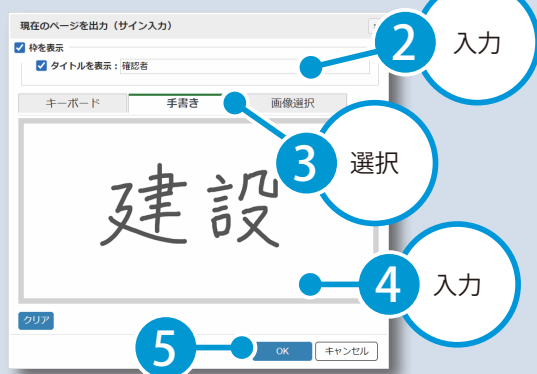 現在のページを出力（サイン入力）
枠を表示
タイトルを表示：確認者
2 入力
キーボード 手書き 画像選択
3 選択
建設
4 入力
クリア
5
OK キャンセル